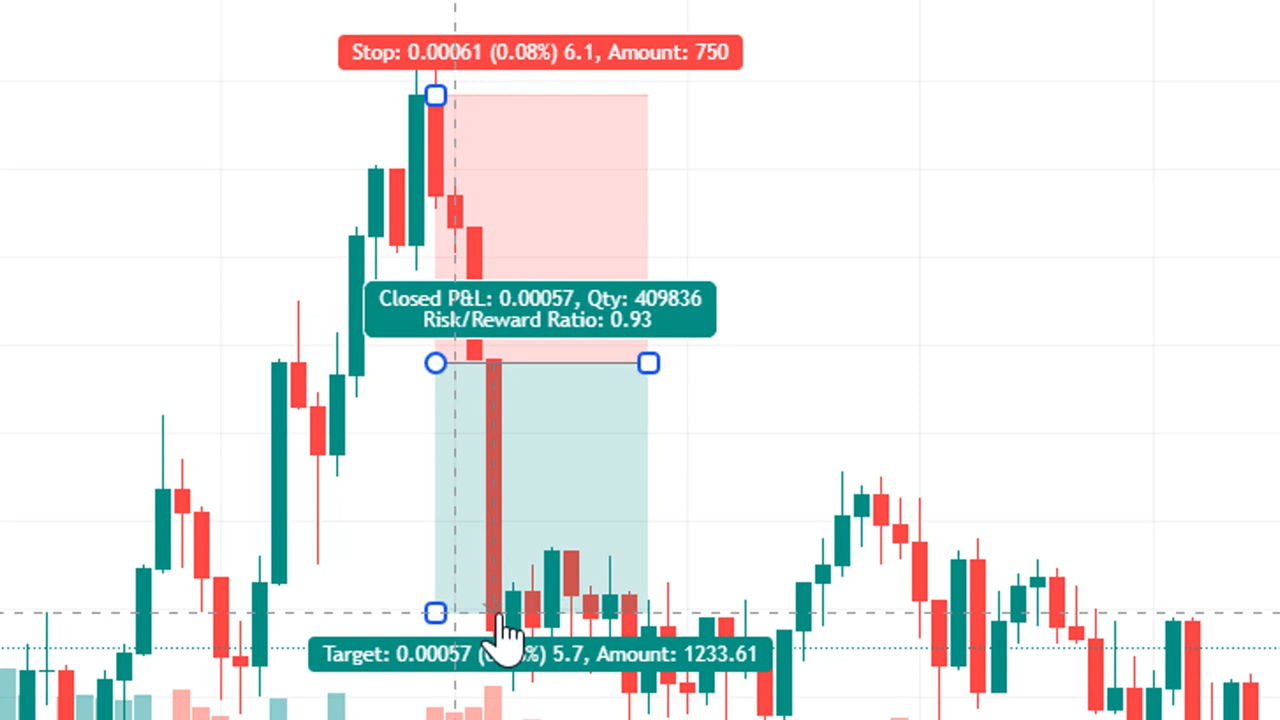 Stop: 0.00061 (0.08%) 6.1, Amount: 750
Closed P&L: 0.00057, Qty: 409836
Risk/Reward Ratio: 0.93
Target: 0.00057 ( %) 5.7, Amount: 1233.61